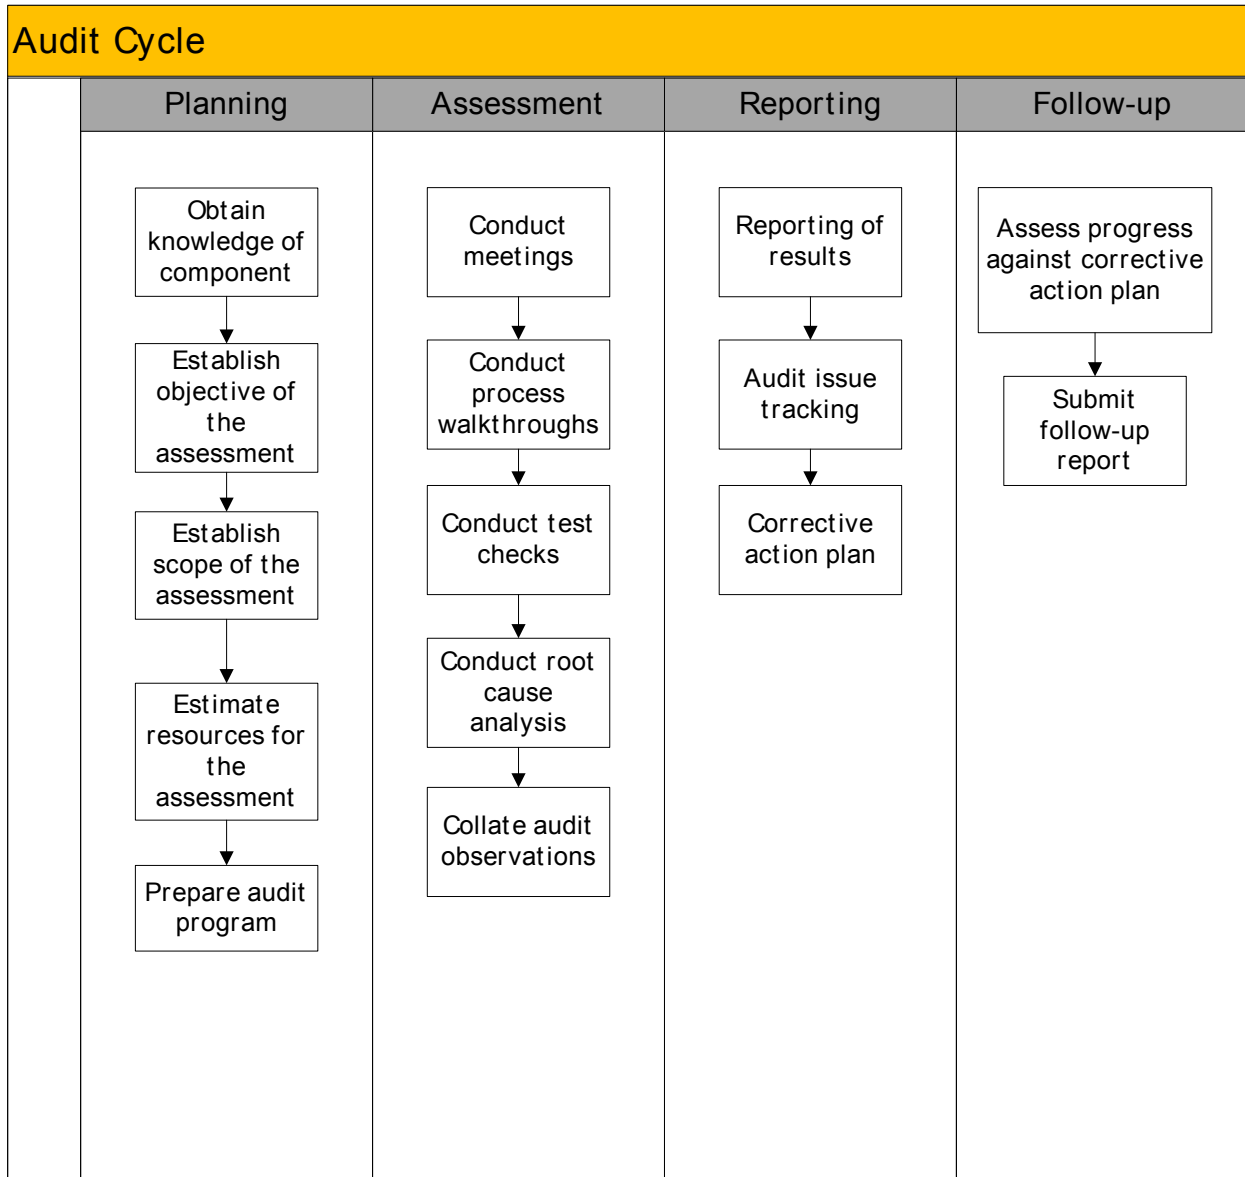 Audit Cycle
Planning
Assessment
Reporting
Follow-up
Obtain
knowledge of
component
Establish
objective of
the
assessment
Establish
scope of the
assessment
Estimate
resources for
the
assessment
Prepare audit
program
Conduct
meetings
Conduct
process
walkthroughs
Conduct test
checks
Conduct root
cause
analysis
Collate audit
observations
Reporting of
results
Audit issue
tracking
Corrective
action plan
Assess progress
against corrective
action plan
Submit
follow-up
report